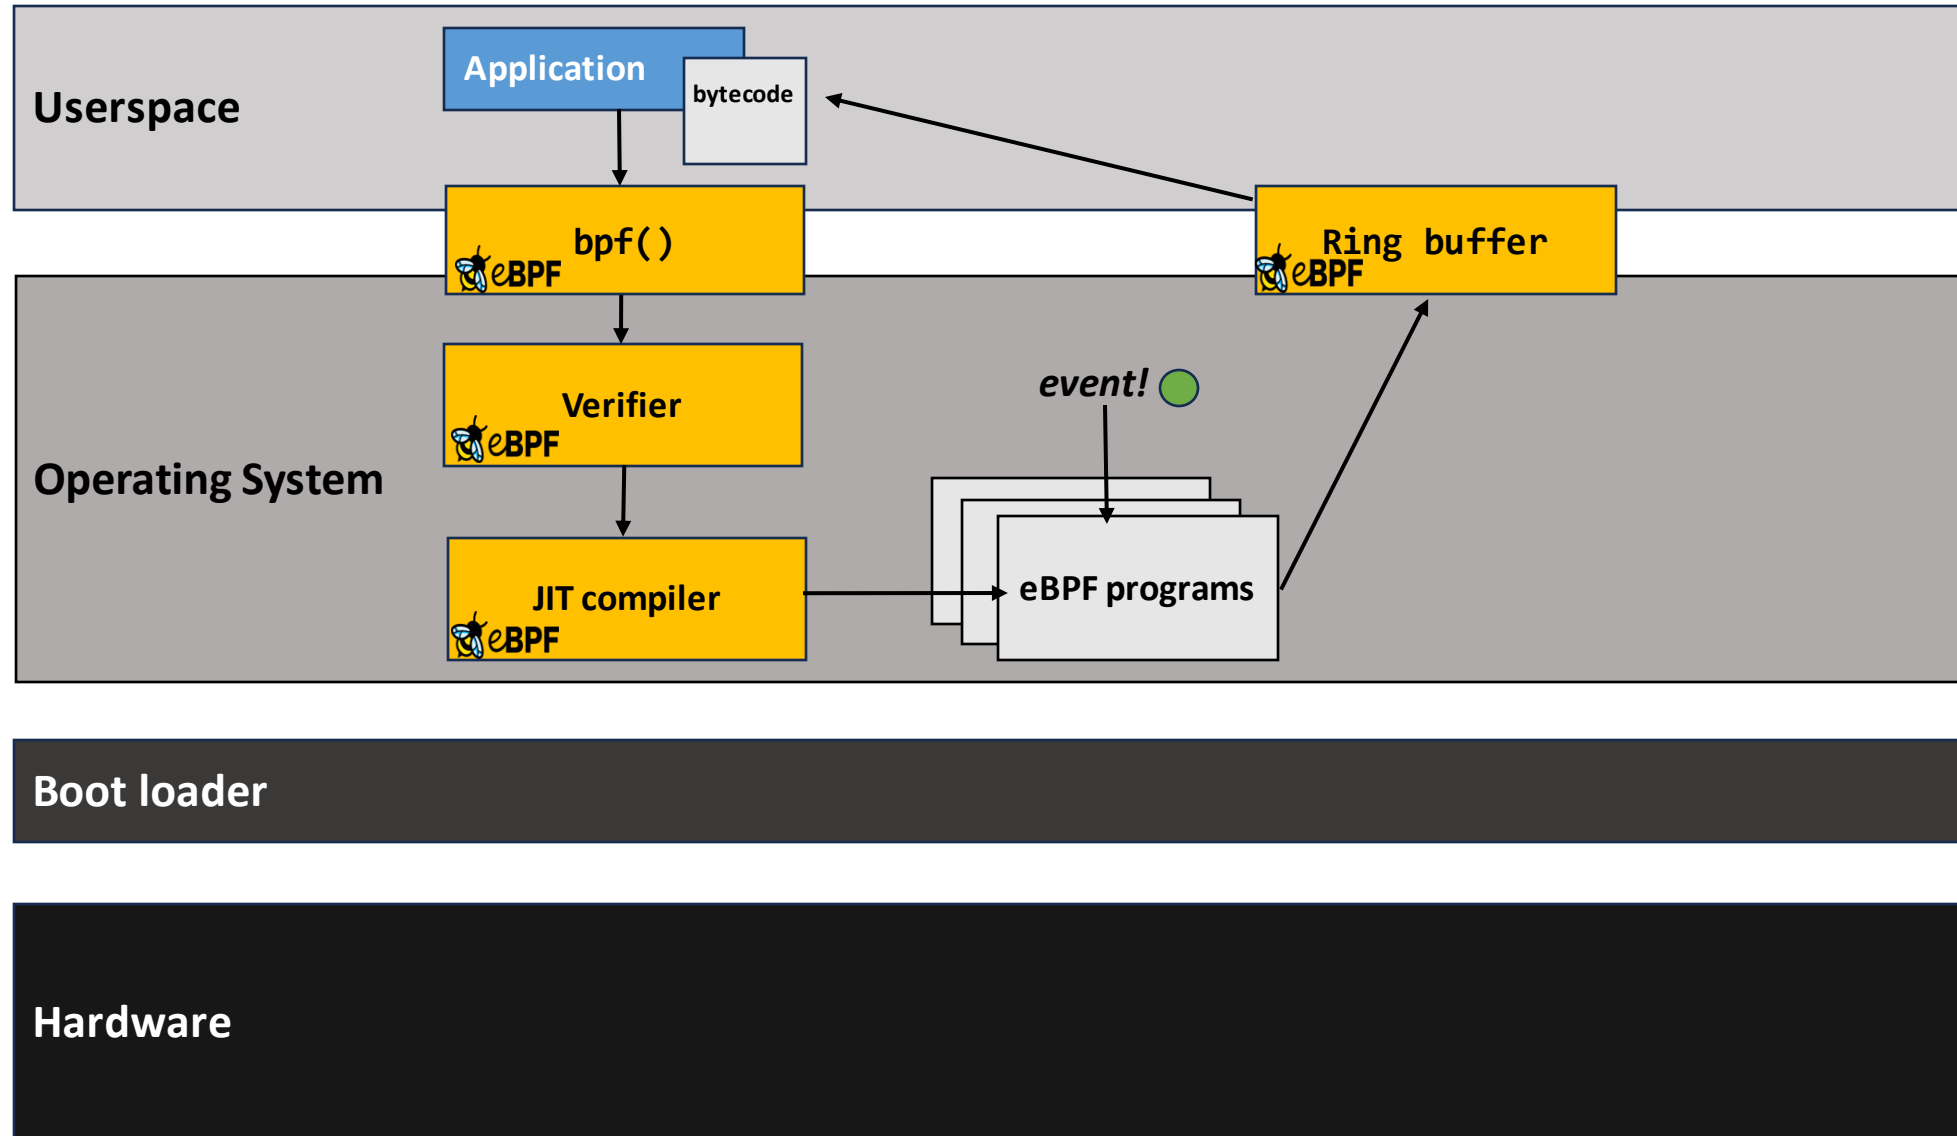 Userspace
Application
bytecode
bpf()
eBPF
Ring buffer
eBPF
Operating System
Verifier
eBPF
event!
JIT compiler
eBPF
eBPF programs
Boot loader
Hardware